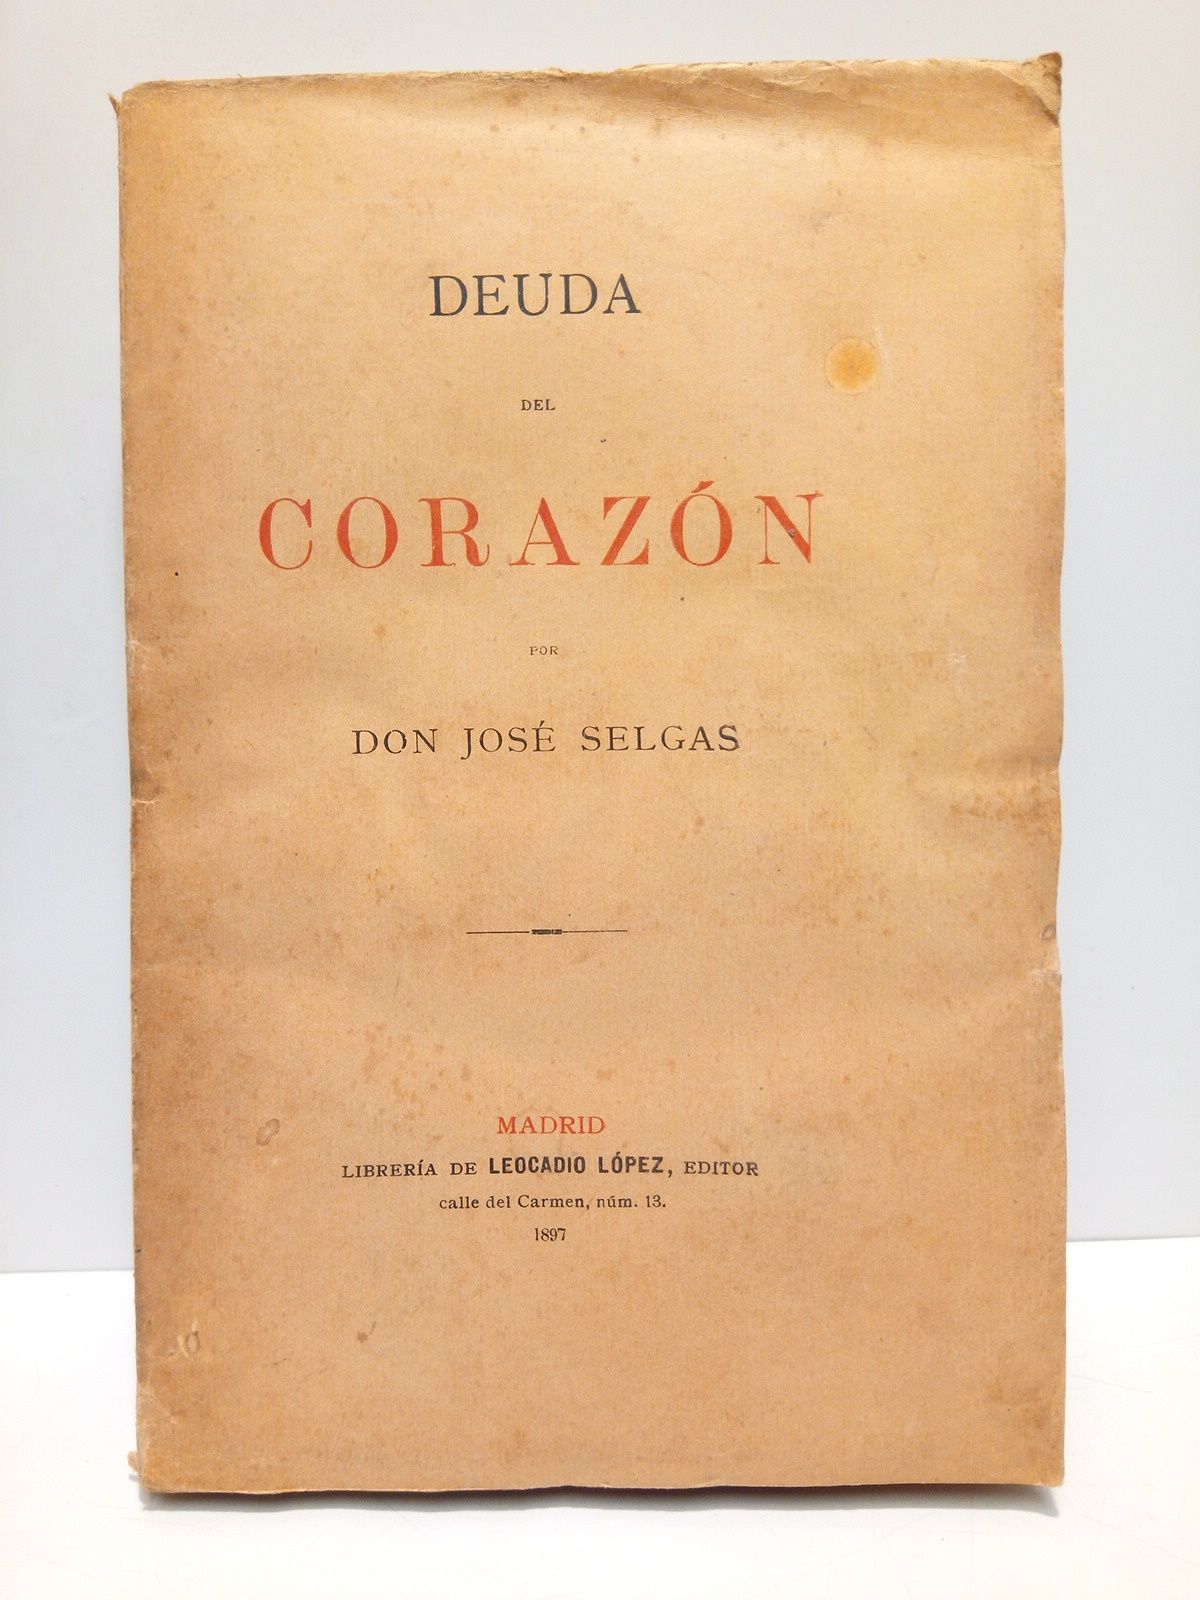 DEUDA
DEL
CORAZÓN
POR
DON JOSÉ SELGAS
MADRID
LIBRERÍA DE LEOCADIO LÓPEZ, EDITOR
calle del Carmen, núm. 13.
1897